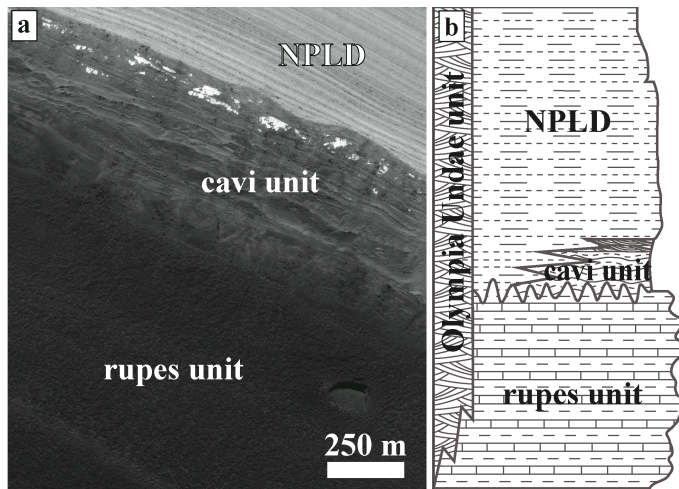 a
NPLD
cavi unit
rupes unit
250 m
b
Olympia Undae unit
NPLD
cavi unit
rupes unit